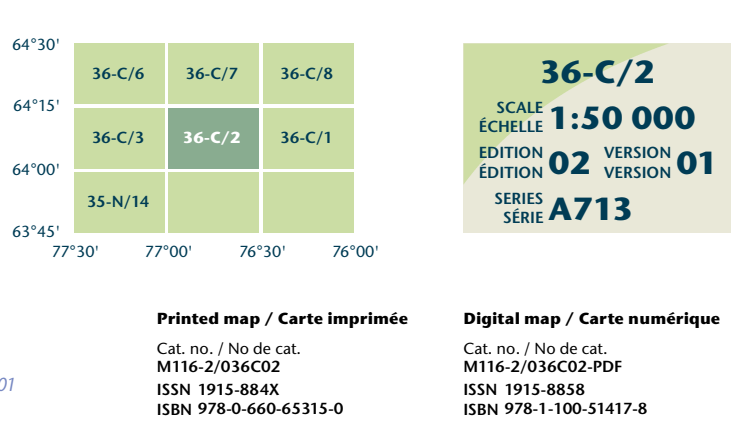 64°30'
36-C/6 36-C/7 36-C/8
64°15'
36-C/3 36-C/2 36-C/1
64°00'
35-N/14
63°45'
77°30' 77°00' 76°30' 76°00'
36-C/2
SCALE
ÉCHELLE 1:50 000
EDITION
ÉDITION 02 VERSION
VERSION 01
SERIES
SÉRIE A713
Printed map / Carte imprimée
Cat. no. / No de cat.
M116-2/036C02
ISSN 1915-884X
ISBN 978-0-660-65315-0
Digital map / Carte numérique
Cat. no. / No de cat.
M116-2/036C02-PDF
ISSN 1915-8858
ISBN 978-1-100-51417-8
01